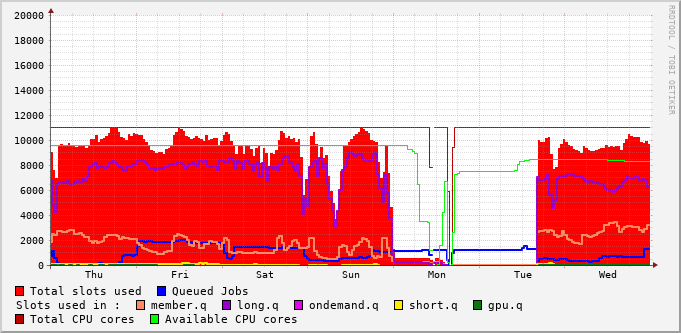 20000
18000
16000
14000
12000
10000
8000
6000
4000
2000
0
Thu Fri Sat Sun Mon Tue Wed
Total slots used Queued Jobs
Slots used in : member.q long.q ondemand.q short.q gpu.q
Total CPU cores Available CPU cores
RRDTOOL / TOBI OETIKER